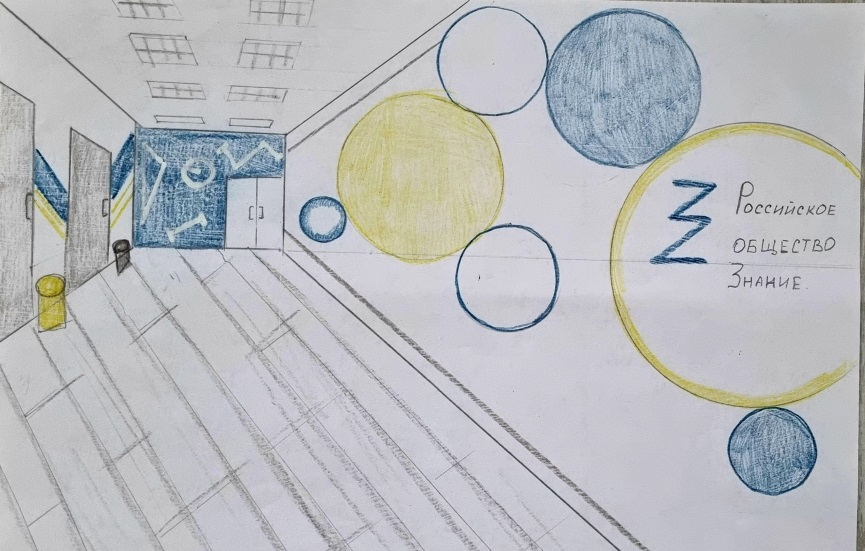 Российское
общество
Знание.